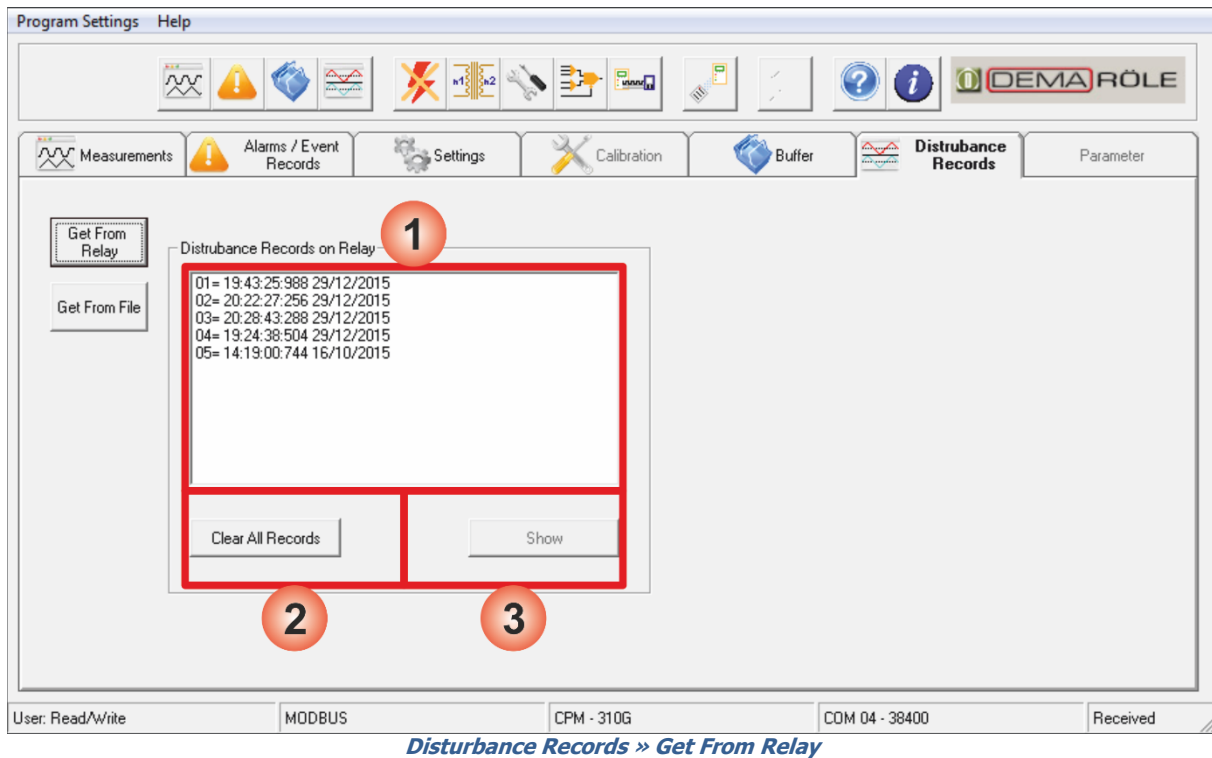 Program Settings Help
DEMA RÖLE
Measurements
Alarms / Event
Records
Settings
Calibration
Buffer
Distrubance
Records
Parameter
Get From
Relay
Get From File
Distrubance Records on Relay
1
01= 19:43:25:988 29/12/2015
02= 20:22:27:256 29/12/2015
03= 20:28:43:288 29/12/2015
04= 19:24:38:504 29/12/2015
05= 14:19:00:744 16/10/2015
Clear All Records
Show
2
3
User: Read/Write
MODBUS
CPM - 310G
COM 04 - 38400
Received
Disturbance Records » Get From Relay